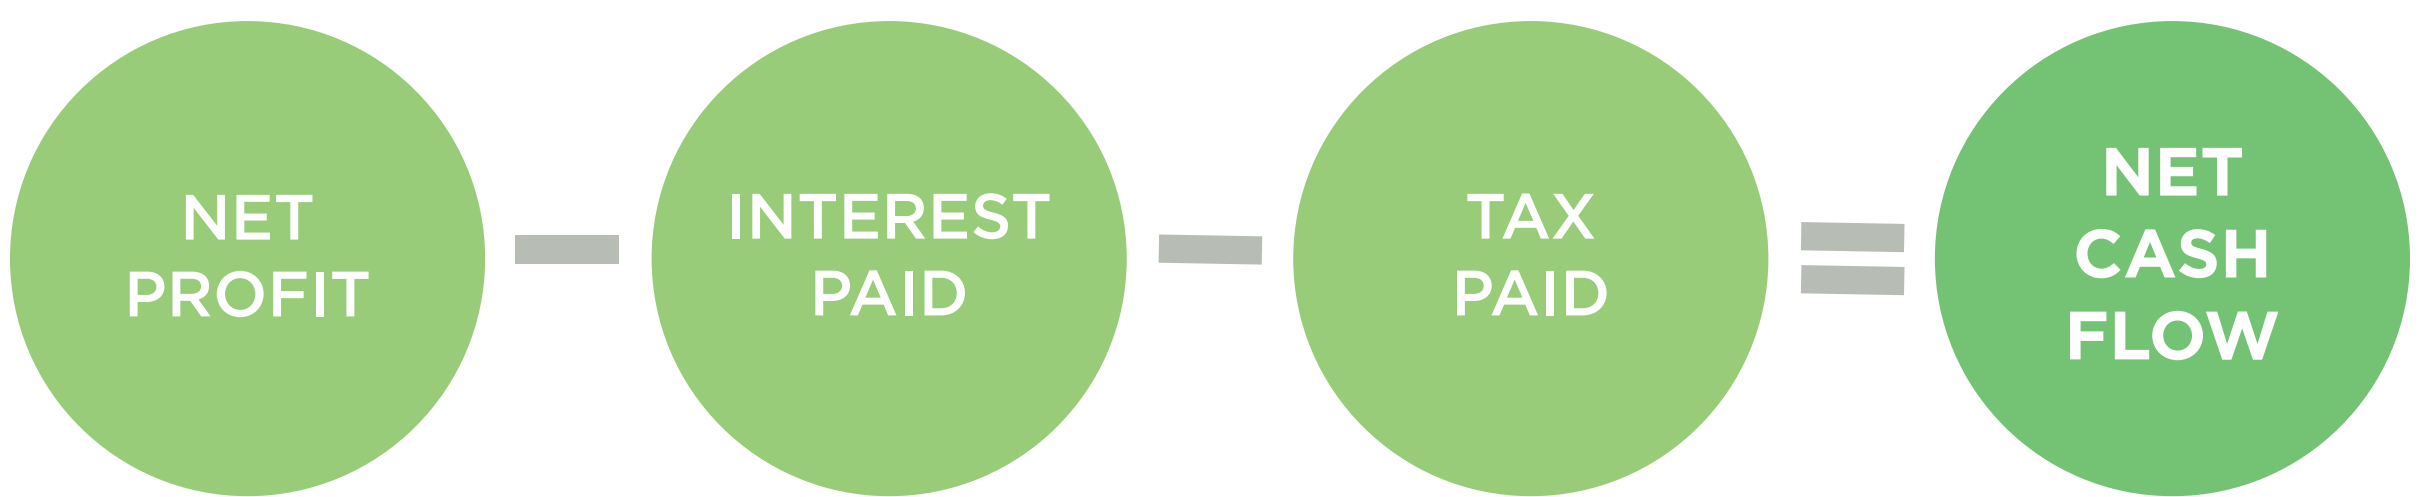 NET
PROFIT
INTEREST
PAID
TAX
PAID
NET
CASH
FLOW